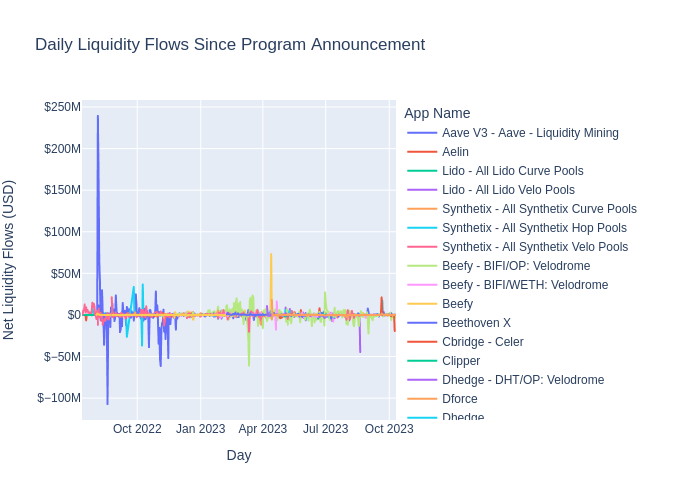 Daily Liquidity Flows Since Program Announcement
Net Liquidity Flows (USD)
$250M
$200M
$150M
$100M
$50M
$0
−$50M
−$100M
Oct 2022
Jan 2023
Apr 2023
Jul 2023
Oct 2023
Day
App Name
Aave V3 - Aave - Liquidity Mining
Aelin
Lido - All Lido Curve Pools
Lido - All Lido Velo Pools
Synthetix - All Synthetix Curve Pools
Synthetix - All Synthetix Hop Pools
Synthetix - All Synthetix Velo Pools
Beefy - BIFI/OP: Velodrome
Beefy - BIFI/WETH: Velodrome
Beefy
Beethoven X
Cbridge - Celer
Clipper
Dhedge - DHT/OP: Velodrome
Dforce
Dhedge